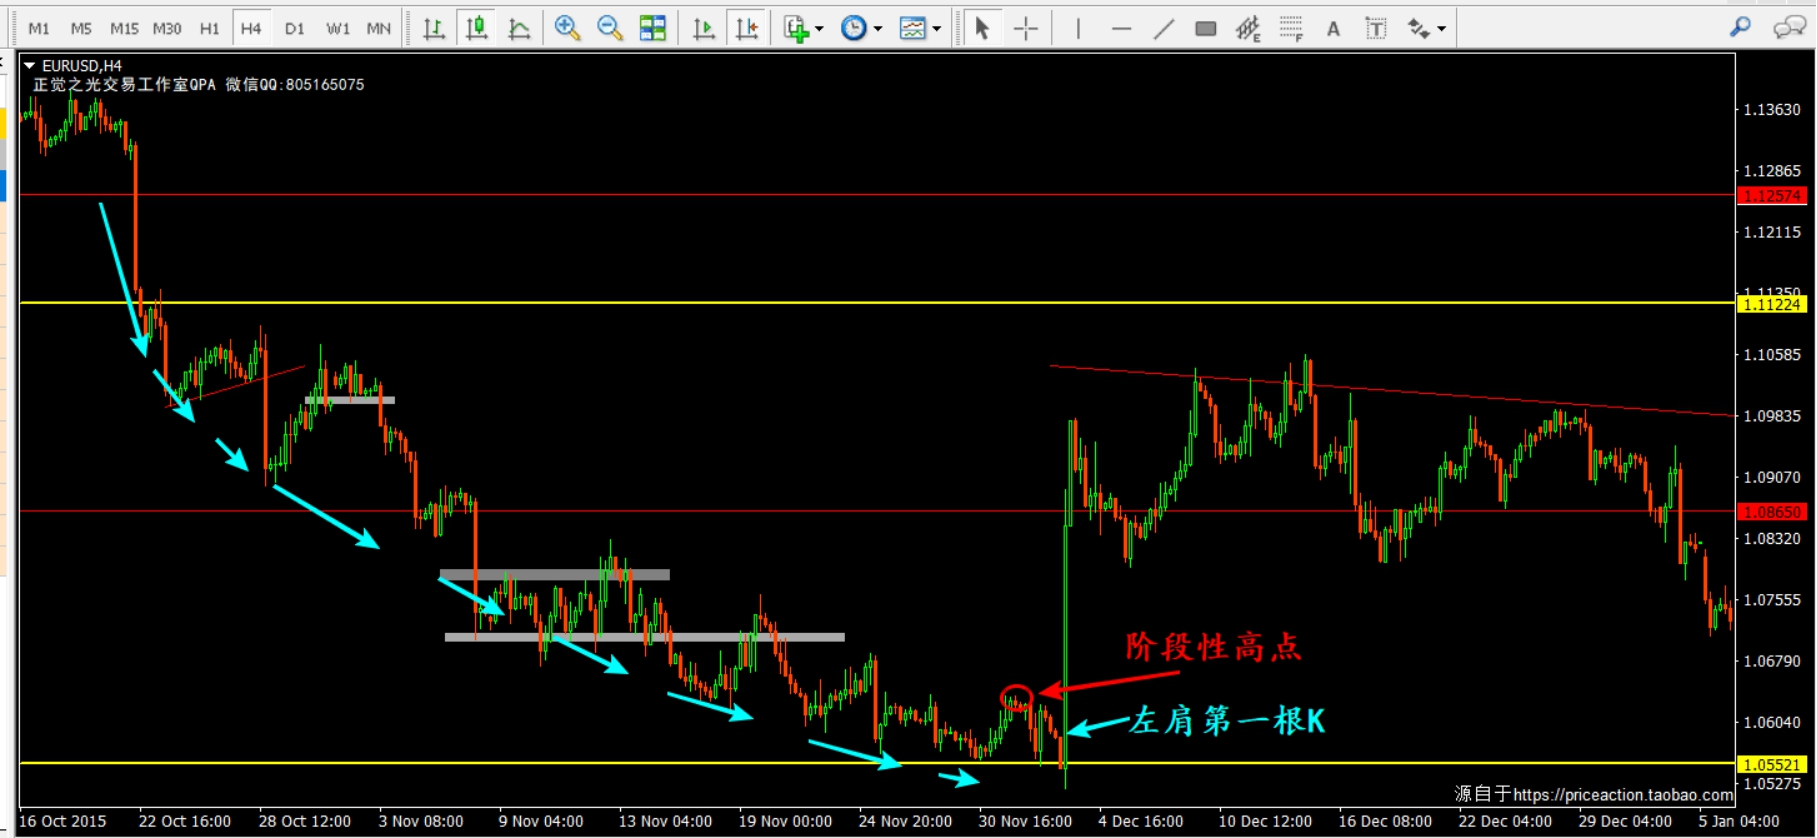 M1 M5 M15 M30 H1 H4 D1 W1 MN E F A T
EURUSD,H4
正觉之光交易工作室QPA 微信QQ:805165075
1.13630
1.12865
1.12574
1.12115
1.11350
1.11224
1.10585
1.09835
1.09070
1.08650
1.08320
1.07555
阶段性高点
1.06790
左肩第一根K
1.06040
1.05521
1.05275
源自于https://priceaction.taobao.com
16 Oct 2015 22 Oct 16:00 28 Oct 12:00 3 Nov 08:00 9 Nov 04:00 13 Nov 04:00 19 Nov 00:00 24 Nov 20:00 30 Nov 16:00 4 Dec 16:00 10 Dec 12:00 16 Dec 08:00 22 Dec 04:00 29 Dec 04:00 5 Jan 04:00